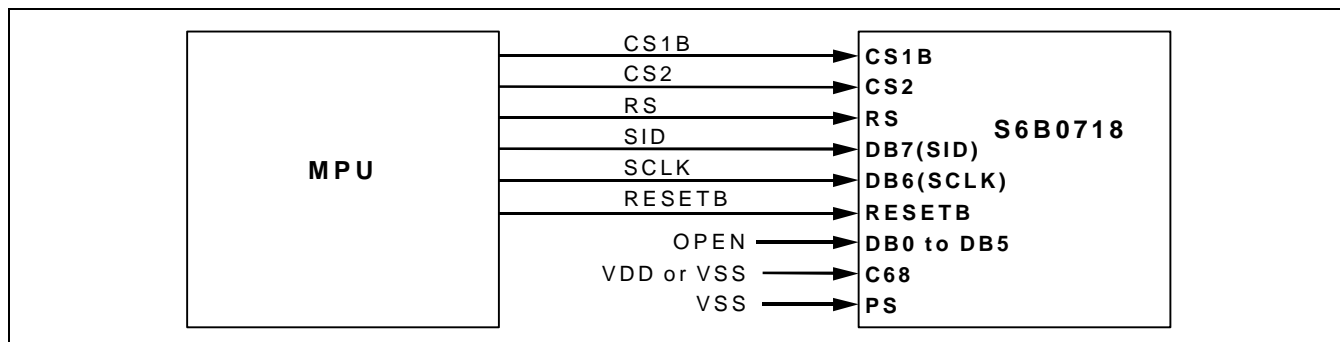 MPU
CS1B
CS2
RS
SID
SCLK
RESETB
OPEN
VDD or VSS
VSS
CS1B
CS2
RS
DB7(SID)
DB6(SCLK)
RESETB
DB0 to DB5
C68
PS
S6B0718